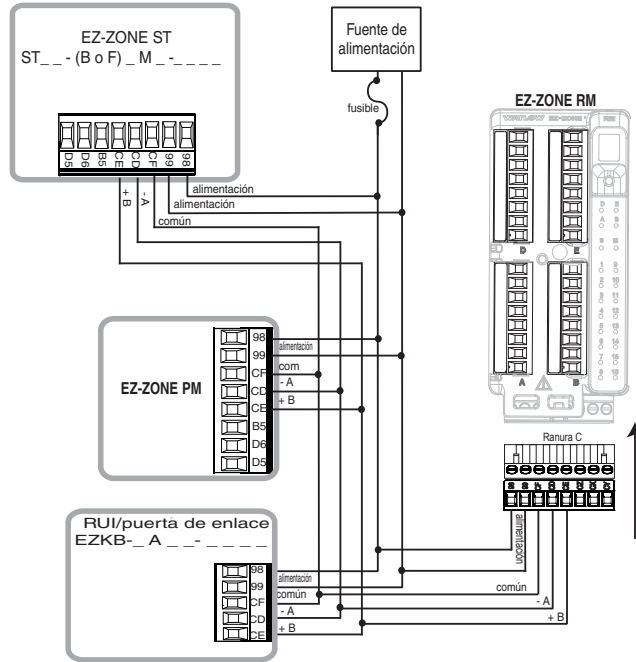 EZ-ZONE ST
ST_ _ - (B o F) _ M _ -_ _ _ _
D5
D6
B5
CE
CD
CF
99
98
+ B
- A
alimentación
alimentación
común
Fuente de
alimentación
fusible
EZ-ZONE RM
WATLOW EZ-ZONE
D
E
A
B
Ranura C
alimentación
común
- A
+ B
EZ-ZONE PM
98
99
CF
CD
CE
B5
D6
D5
alimentación
com
- A
+ B
RUI/puerta de enlace
EZKB-_ A _ _-_ _ _ _
98
99
CF
CD
CE
alimentación
común
- A
+ B